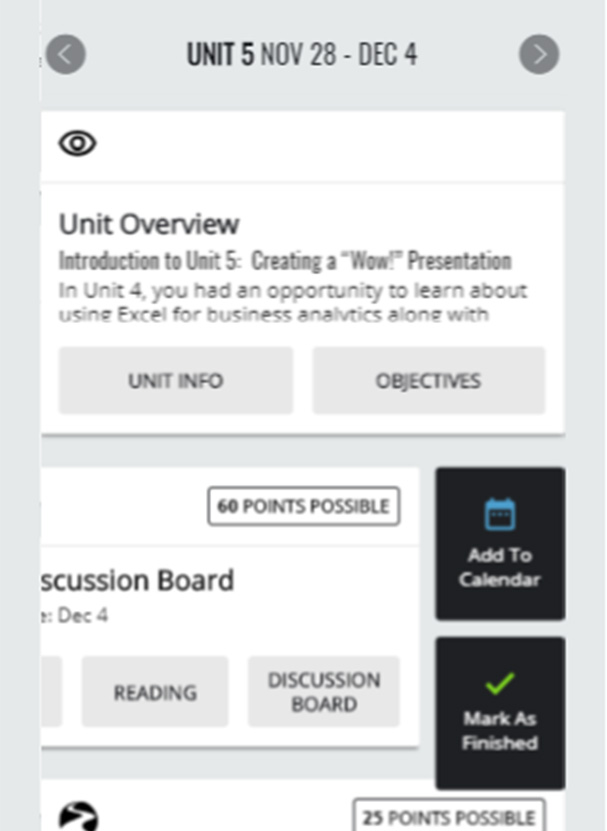 UNIT 5 NOV 28 - DEC 4
Unit Overview
Introduction to Unit 5: Creating a “Wow!” Presentation
In Unit 4, you had an opportunity to learn about
using Excel for business analytics along with
UNIT INFO
OBJECTIVES
60 POINTS POSSIBLE
scussion Board
e: Dec 4
READING
DISCUSSION
BOARD
Add To
Calendar
Mark As
Finished
25 POINTS POSSIBLE